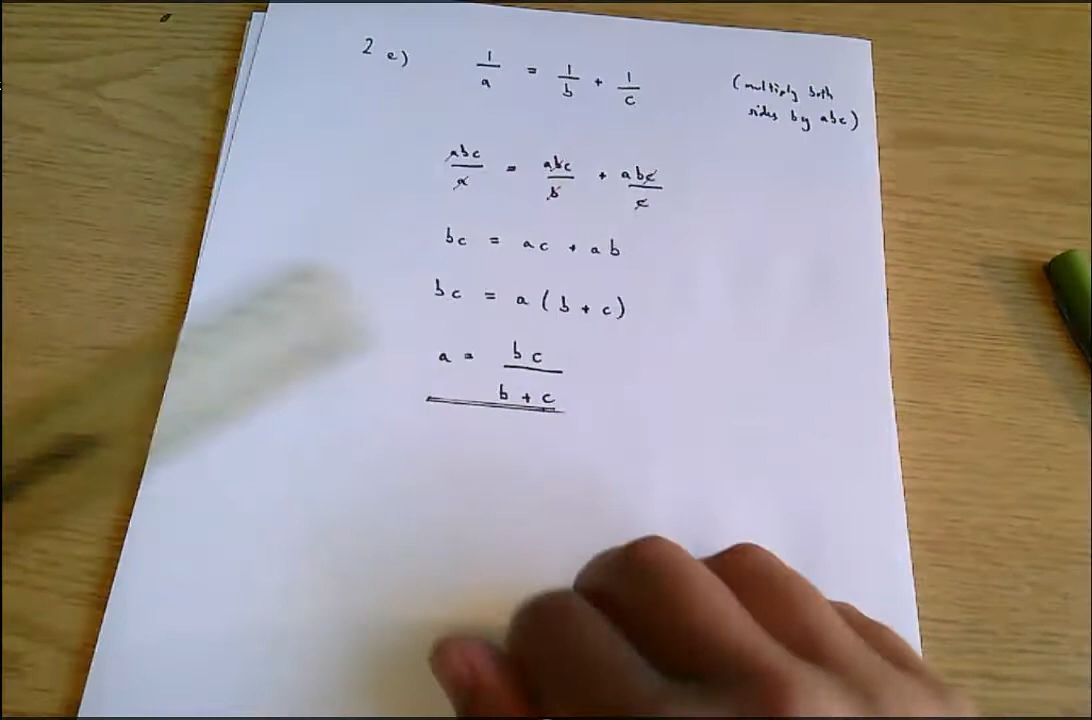 2 e) 1/a = 1/b + 1/c (multiply both
sides by abc)
abc/a = abc/b + abc/c
bc = ac + ab
bc = a(b + c)
a = bc/b + c